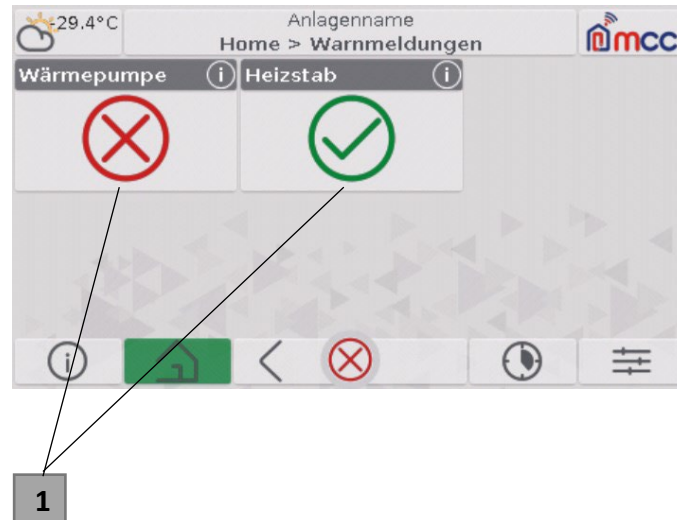 -29.4°C
Anlagenname
Home > Warnmeldungen
mcc
Wärmepumpe i
Heizstab i
i
1